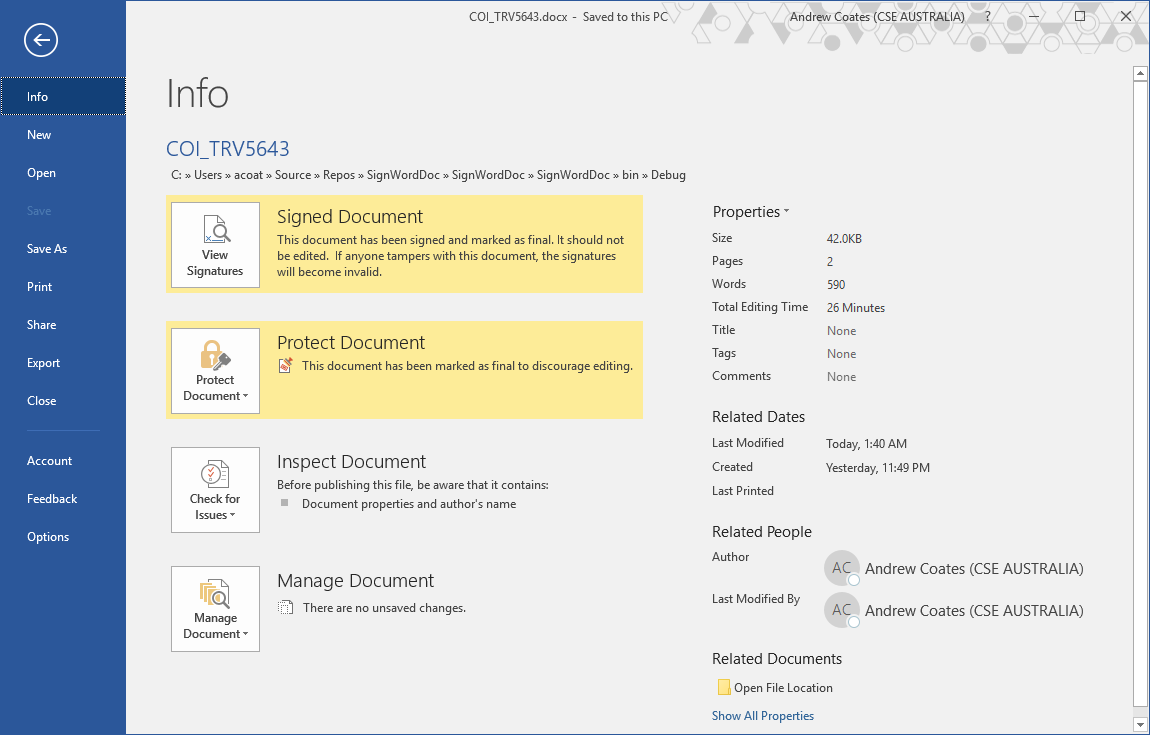 COI_TRV5643.docx - Saved to this PC
Andrew Coates (CSE AUSTRALIA)
?
Info
New
Open
Save
Save As
Print
Share
Export
Close
Account
Feedback
Options
Info
COI_TRV5643
C: » Users » acoat » Source » Repos » SignWordDoc » SignWordDoc » SignWordDoc » bin » Debug
View
Signatures
Signed Document
This document has been signed and marked as final. It should not
be edited.  If anyone tampers with this document, the signatures
will become invalid.
Protect
Document
Protect Document
This document has been marked as final to discourage editing.
Check for
Issues
Inspect Document
Before publishing this file, be aware that it contains:
Document properties and author's name
Manage
Document
Manage Document
There are no unsaved changes.
Properties
Size 42.0KB
Pages 2
Words 590
Total Editing Time 26 Minutes
Title None
Tags None
Comments None
Related Dates
Last Modified Today, 1:40 AM
Created Yesterday, 11:49 PM
Last Printed
Related People
Author AC Andrew Coates (CSE AUSTRALIA)
Last Modified By AC Andrew Coates (CSE AUSTRALIA)
Related Documents
Open File Location
Show All Properties